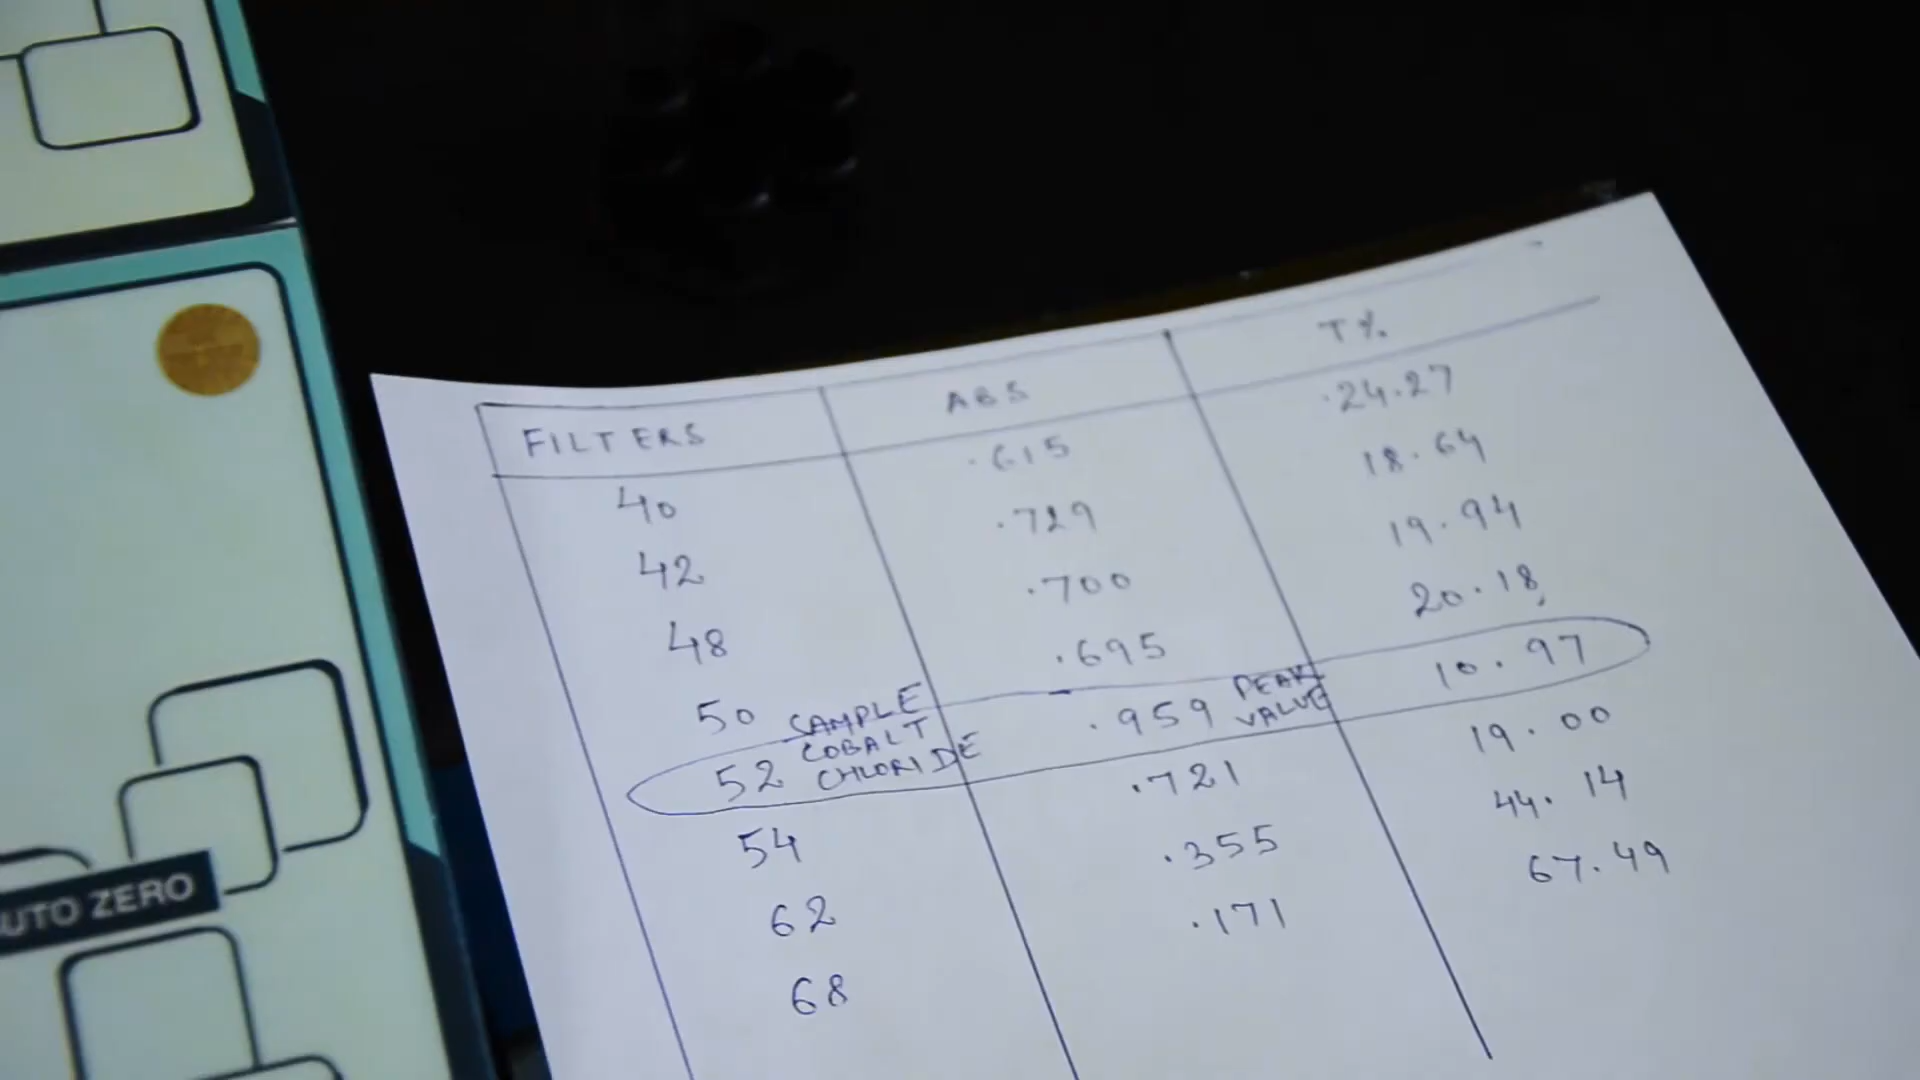 FILTERS ABS T%
40 .615 .24.27
42 .729 18.64
48 .700 19.94
50 .695 20.18
52 SAMPLE COBALT CHLORIDE .959 PEAK VALUE 10.97
54 .721 19.00
62 .355 44.14
68 .171 67.49
UTO ZERO